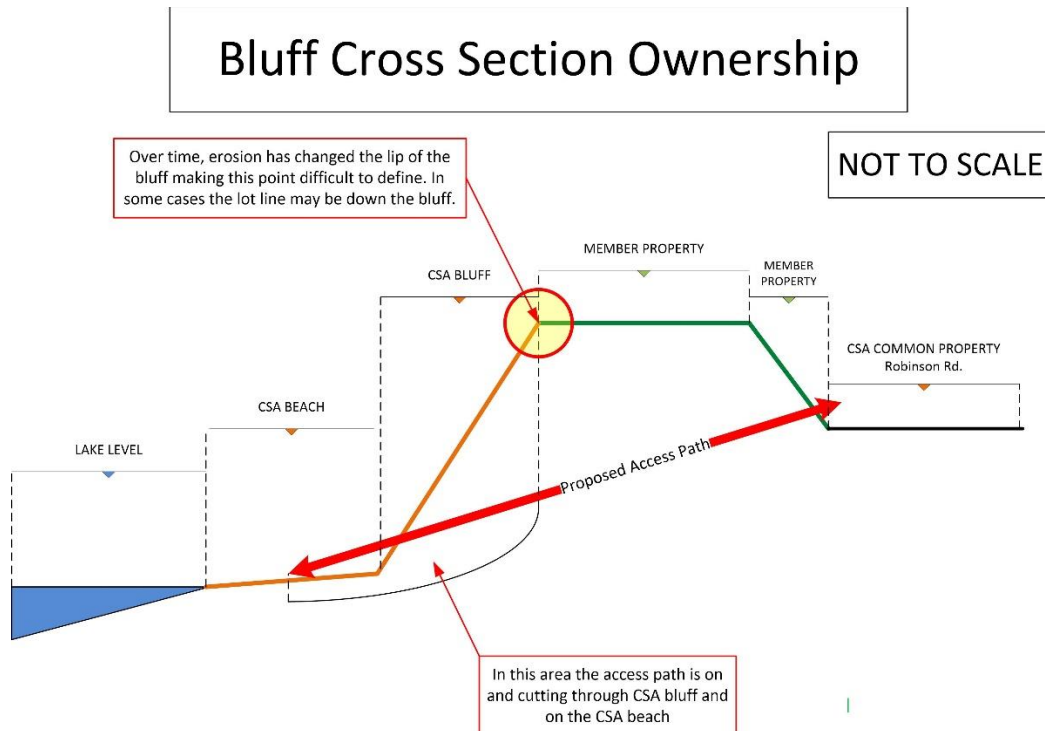 Bluff Cross Section Ownership
Over time, erosion has changed the lip of the
bluff making this point difficult to define. In
some cases the lot line may be down the bluff.
NOT TO SCALE
MEMBER PROPERTY
MEMBER
PROPERTY
CSA BLUFF
CSA COMMON PROPERTY
Robinson Rd.
CSA BEACH
LAKE LEVEL
Proposed Access Path
In this area the access path is on
and cutting through CSA bluff and
on the CSA beach